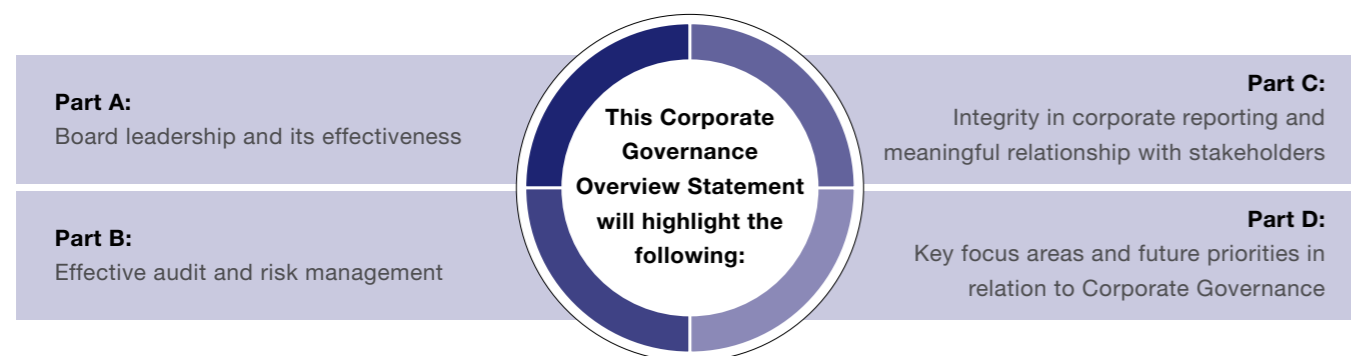 Part A:
Board leadership and its effectiveness
Part B:
Effective audit and risk management
This Corporate
Governance
Overview Statement
will highlight the
following:
Part C:
Integrity in corporate reporting and
meaningful relationship with stakeholders
Part D:
Key focus areas and future priorities in
relation to Corporate Governance